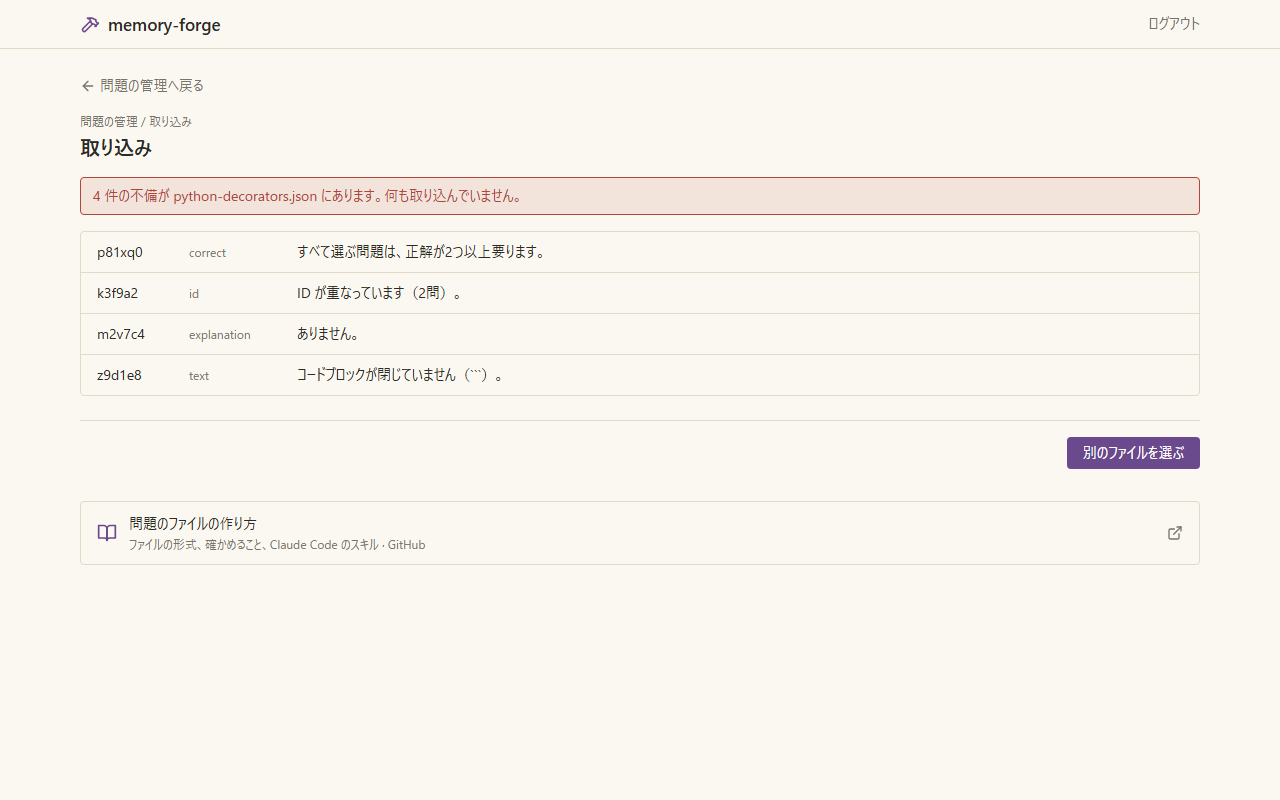 memory-forge
ログアウト
問題の管理へ戻る
問題の管理 / 取り込み
取り込み
4 件の不備が python-decorators.json にあります。何も取り込んでいません。
p81xq0 correct すべて選ぶ問題は、正解が2つ以上要ります。
k3f9a2 id ID が重なっています（2問）。
m2v7c4 explanation ありません。
z9d1e8 text コードブロックが閉じていません（```）。
別のファイルを選ぶ
問題のファイルの作り方
ファイルの形式、確かめること、Claude Code のスキル · GitHub